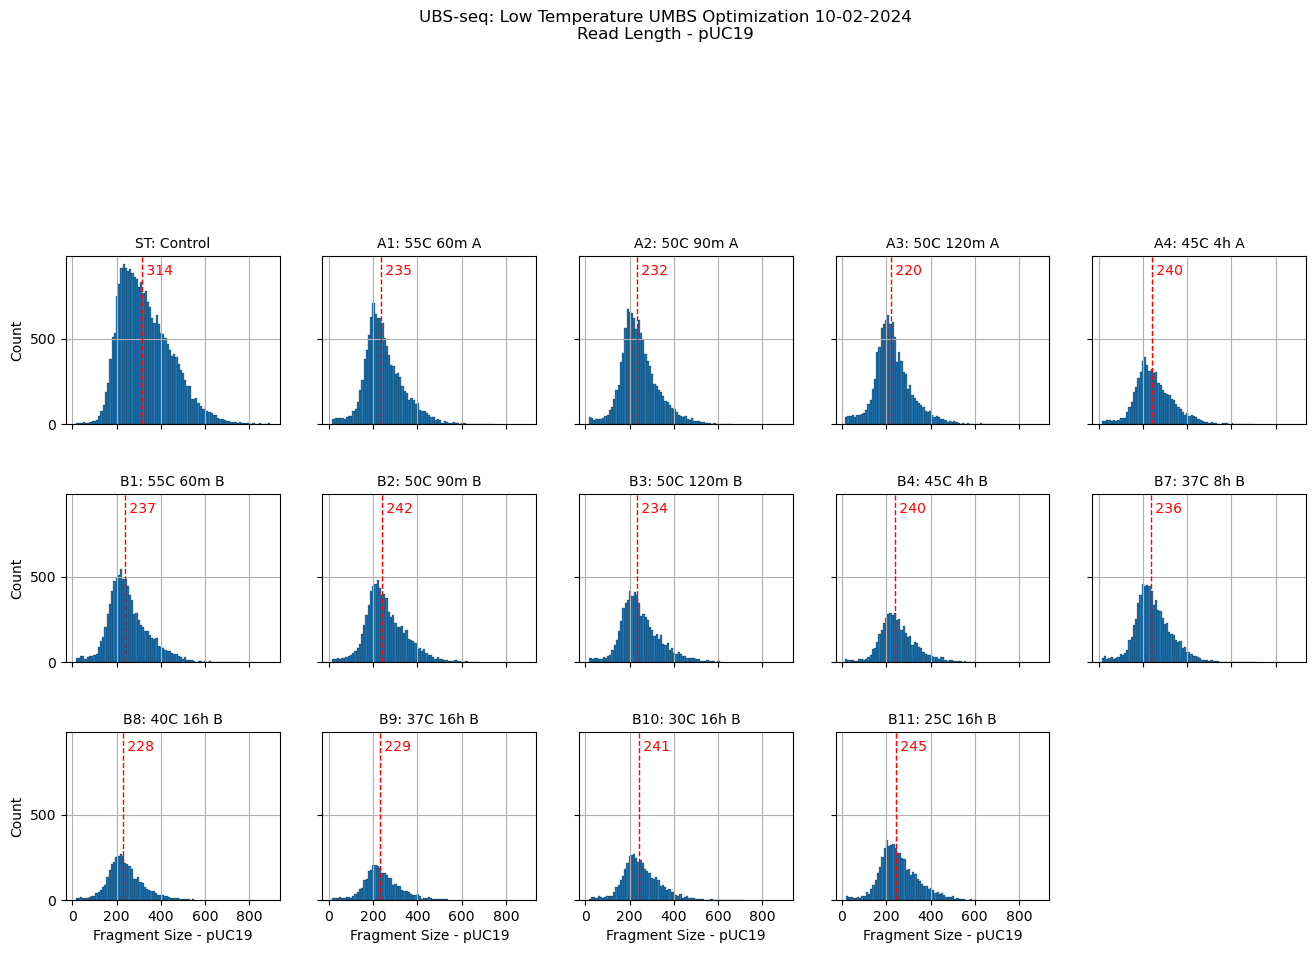 UBS-seq: Low Temperature UMBS Optimization 10-02-2024
Read Length - pUC19
ST: Control
A1: 55C 60m A
A2: 50C 90m A
A3: 50C 120m A
A4: 45C 4h A
314
235
232
220
240
500
0
Count
B1: 55C 60m B
B2: 50C 90m B
B3: 50C 120m B
B4: 45C 4h B
B7: 37C 8h B
237
242
234
240
236
500
0
Count
B8: 40C 16h B
B9: 37C 16h B
B10: 30C 16h B
B11: 25C 16h B
228
229
241
245
500
0
Count
0 200 400 600 800
0 200 400 600 800
0 200 400 600 800
0 200 400 600 800
Fragment Size - pUC19
Fragment Size - pUC19
Fragment Size - pUC19
Fragment Size - pUC19